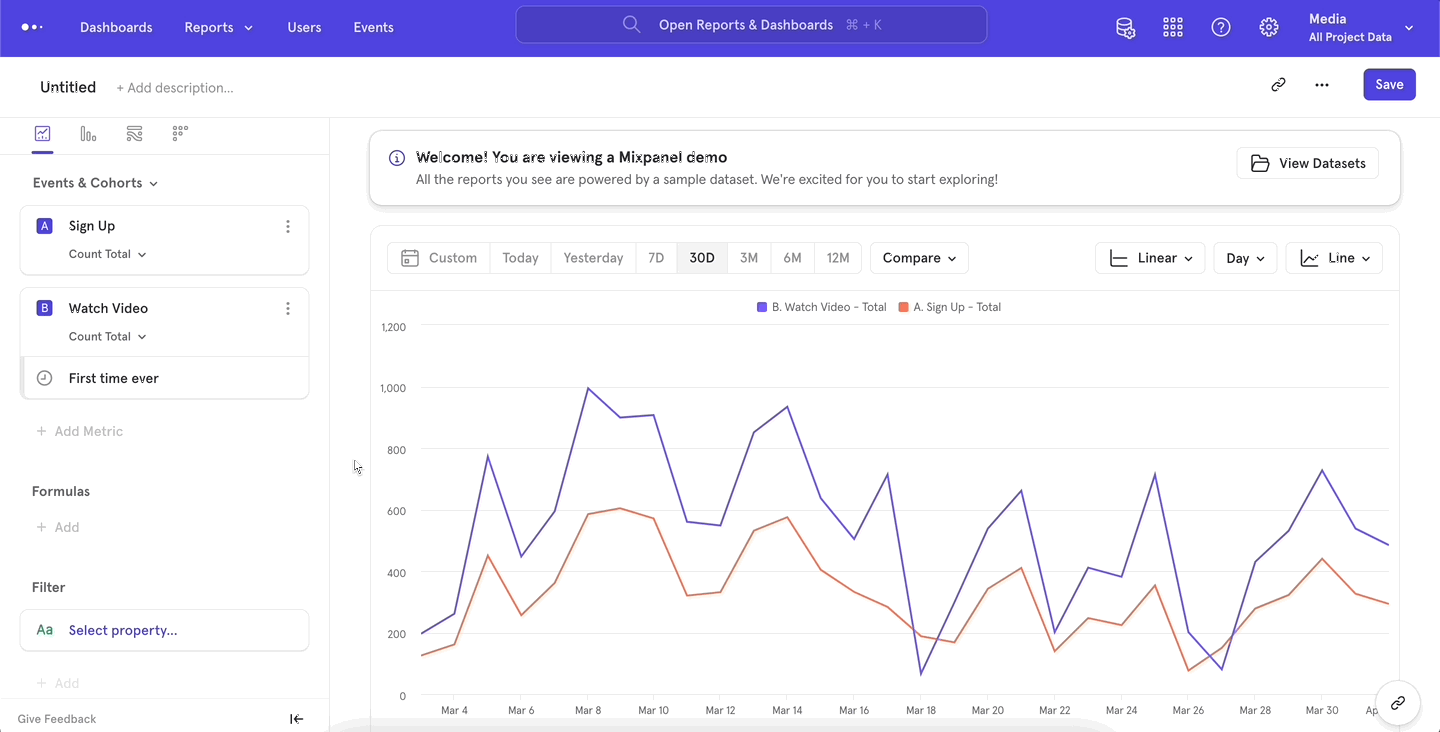 Dashboards Reports Users Events Open Reports & Dashboards ⌘ + K Media
All Project Data
Untitled + Add description... Save
Welcome! You are viewing a Mixpanel demo
All the reports you see are powered by a sample dataset. We're excited for you to start exploring!
View Datasets
Events & Cohorts
A Sign Up
Count Total
B Watch Video
Count Total
First time ever
+ Add Metric
Formulas
+ Add
Filter
Aa Select property...
+ Add
Give Feedback
Custom Today Yesterday 7D 30D 3M 6M 12M Compare Linear Day Line
B. Watch Video - Total A. Sign Up - Total
1,200
1,000
800
600
400
200
0
Mar 4 Mar 6 Mar 8 Mar 10 Mar 12 Mar 14 Mar 16 Mar 18 Mar 20 Mar 22 Mar 24 Mar 26 Mar 28 Mar 30